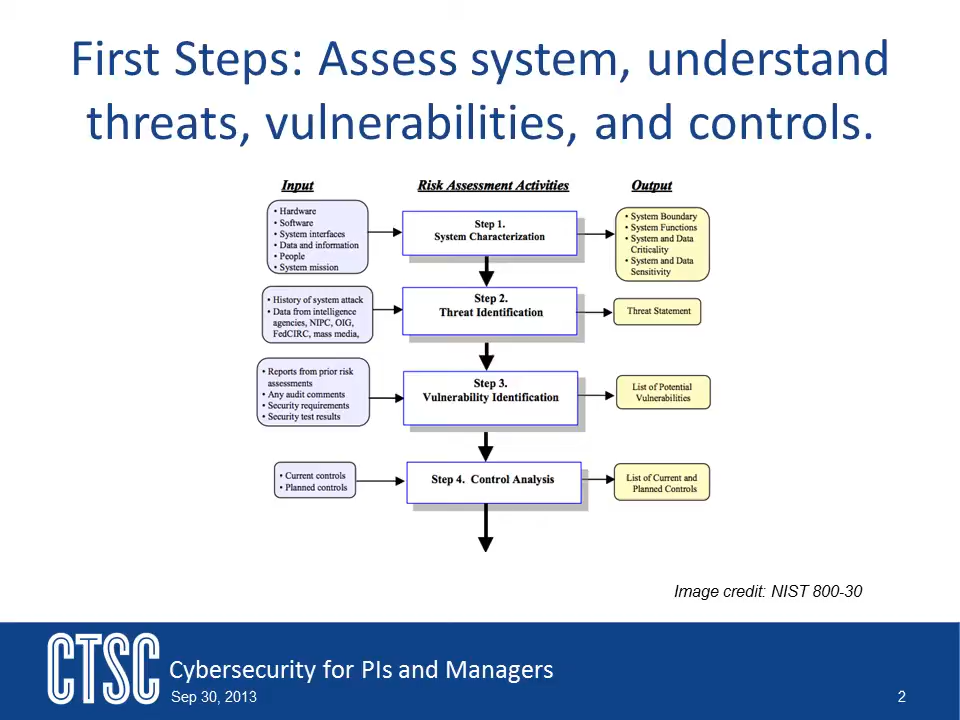 First Steps: Assess system, understand
threats, vulnerabilities, and controls.
Input
Risk Assessment Activities
Output
• Hardware
• Software
• System interfaces
• Data and information
• People
• System mission
Step 1.
System Characterization
• System Boundary
• System Functions
• System and Data
Criticality
• System and Data
Sensitivity
• History of system attack
• Data from intelligence
agencies, NIPC, OIG,
FedCIRC, mass media,
Step 2.
Threat Identification
Threat Statement
• Reports from prior risk
assessments
• Any audit comments
• Security requirements
• Security test results
Step 3.
Vulnerability Identification
List of Potential
Vulnerabilities
• Current controls
• Planned controls
Step 4. Control Analysis
List of Current and
Planned Controls
Image credit: NIST 800-30
CTSC
Cybersecurity for PIs and Managers
Sep 30, 2013
2